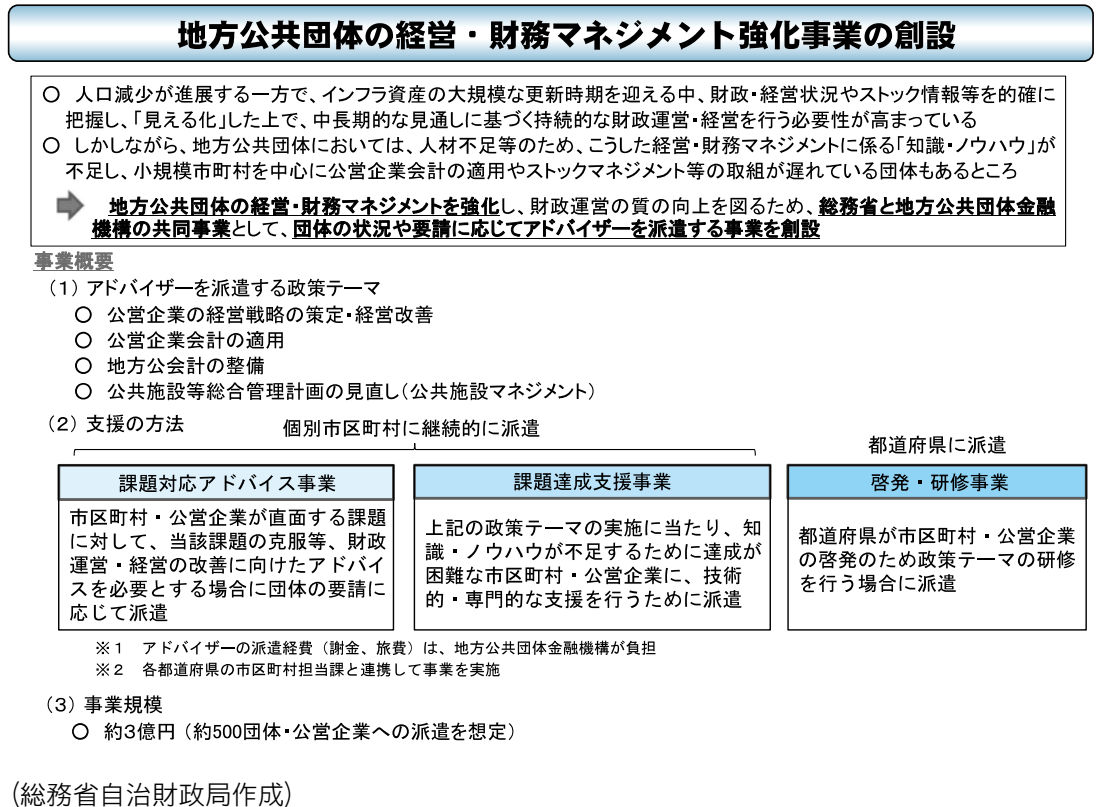 地方公共団体の経営・財務マネジメント強化事業の創設
○ 人口減少が進展する一方で、インフラ資産の大規模な更新時期を迎える中、財政・経営状況やストック情報等を的確に
把握し、「見える化」した上で、中長期的な見通しに基づく持続的な財政運営・経営を行う必要性が高まっている
○ しかしながら、地方公共団体においては、人材不足等のため、こうした経営・財務マネジメントに係る「知識・ノウハウ」が
不足し、小規模市町村を中心に公営企業会計の適用やストックマネジメント等の取組が遅れている団体もあるところ
地方公共団体の経営・財務マネジメントを強化し、財政運営の質の向上を図るため、総務省と地方公共団体金融
機構の共同事業として、団体の状況や要請に応じてアドバイザーを派遣する事業を創設
事業概要
（1）アドバイザーを派遣する政策テーマ
○ 公営企業の経営戦略の策定・経営改善
○ 公営企業会計の適用
○ 地方公会計の整備
○ 公共施設等総合管理計画の見直し（公共施設マネジメント）
（2）支援の方法
個別市区町村に継続的に派遣
都道府県に派遣
課題対応アドバイス事業
市区町村・公営企業が直面する課題
に対して、当該課題の克服等、財政
運営・経営の改善に向けたアドバイ
スを必要とする場合に団体の要請に
応じて派遣
課題達成支援事業
上記の政策テーマの実施に当たり、知
識・ノウハウが不足するために達成が
困難な市区町村・公営企業に、技術
的・専門的な支援を行うために派遣
啓発・研修事業
都道府県が市区町村・公営企業
の啓発のため政策テーマの研修
を行う場合に派遣
※1 アドバイザーの派遣経費（謝金、旅費）は、地方公共団体金融機構が負担
※2 各都道府県の市区町村担当課と連携して事業を実施
（3）事業規模
○ 約3億円（約500団体・公営企業への派遣を想定）
(総務省自治財政局作成)